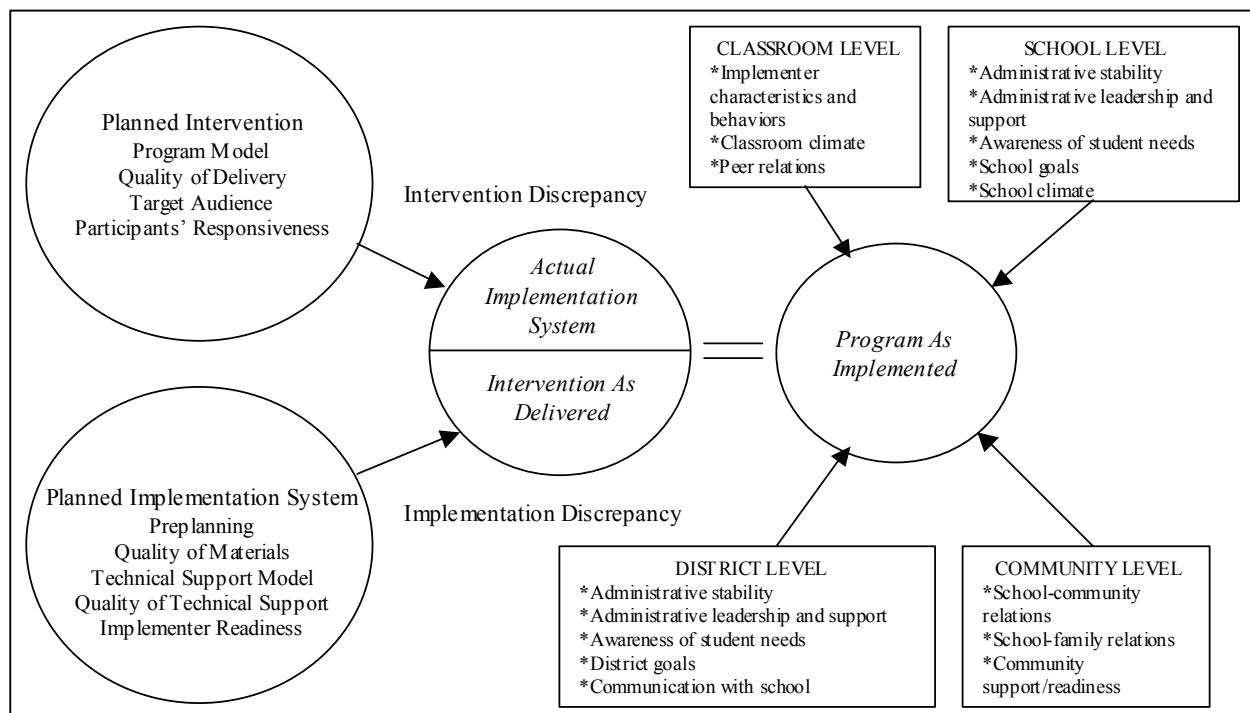 Planned Intervention
Program Model
Quality of Delivery
Target Audience
Participants’ Responsiveness
Intervention Discrepancy
CLASSROOM LEVEL
*Implementer
characteristics and
behaviors
*Classroom climate
*Peer relations
SCHOOL LEVEL
*Administrative stability
*Administrative leadership and
support
*Awareness of student needs
*School goals
*School climate
Actual
Implementation
System
Intervention As
Delivered
Program As
Implemented
Planned Implementation System
Preplanning
Quality of Materials
Technical Support Model
Quality of Technical Support
Implementer Readiness
Implementation Discrepancy
DISTRICT LEVEL
*Administrative stability
*Administrative leadership and support
*Awareness of student needs
*District goals
*Communication with school
COMMUNITY LEVEL
*School-community
relations
*School-family relations
*Community
support/readiness